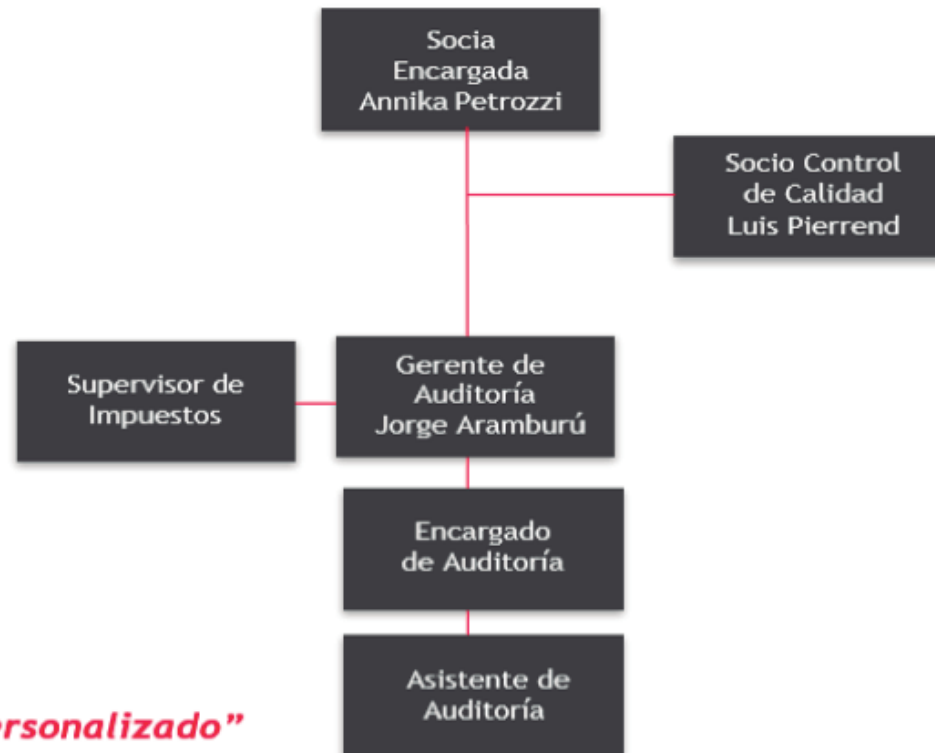 Socia
Encargada
Annika Petrozzi
Socio Control
de Calidad
Luis Pierrend
Supervisor de
Impuestos
Gerente de
Auditoría
Jorge Aramburú
Encargado
de Auditoría
Asistente de
Auditoría
ersonalizado”